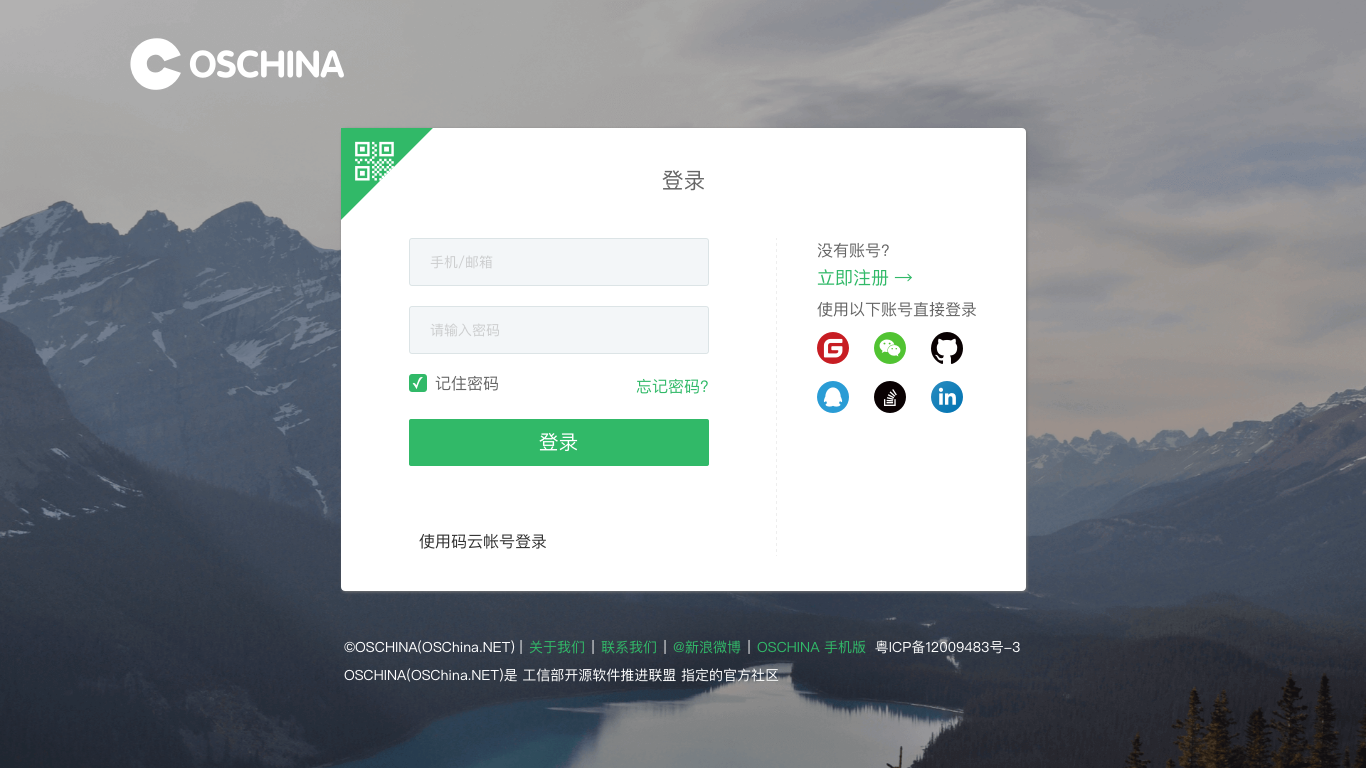 OSCHINA
登录
手机/邮箱
请输入密码
记住密码
忘记密码?
登录
使用码云帐号登录
没有账号?
立即注册 →
使用以下账号直接登录
in
©OSCHINA(OSChina.NET) | 关于我们 | 联系我们 | @新浪微博 | OSCHINA 手机版 粤ICP备12009483号-3
OSCHINA(OSChina.NET)是 工信部开源软件推进联盟 指定的官方社区